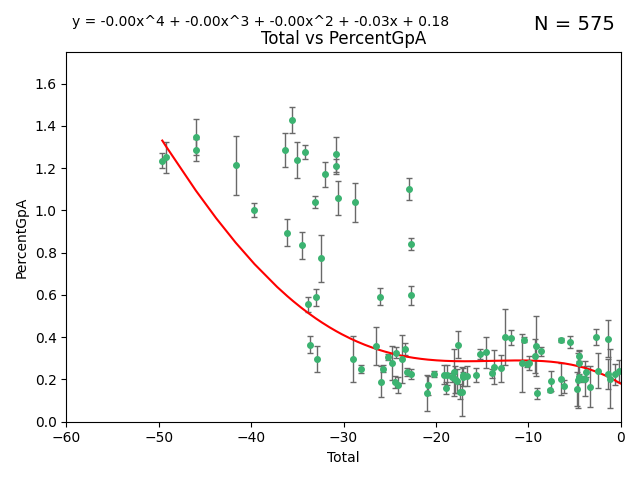 y = -0.00x^4 + -0.00x^3 + -0.00x^2 + -0.03x + 0.18
N = 575
Total vs PercentGpA
PercentGpA
1.6
1.4
1.2
1.0
0.8
0.6
0.4
0.2
0.0
−60 −50 −40 −30 −20 −10 0
Total